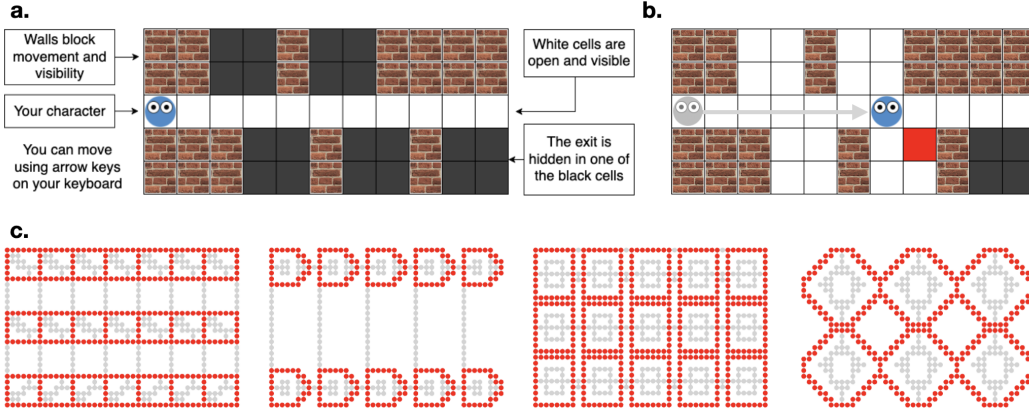 a.
Walls block
movement and
visibility
Your character
You can move
using arrow keys
on your keyboard
White cells are
open and visible
The exit is
hidden in one of
the black cells
b.
c.